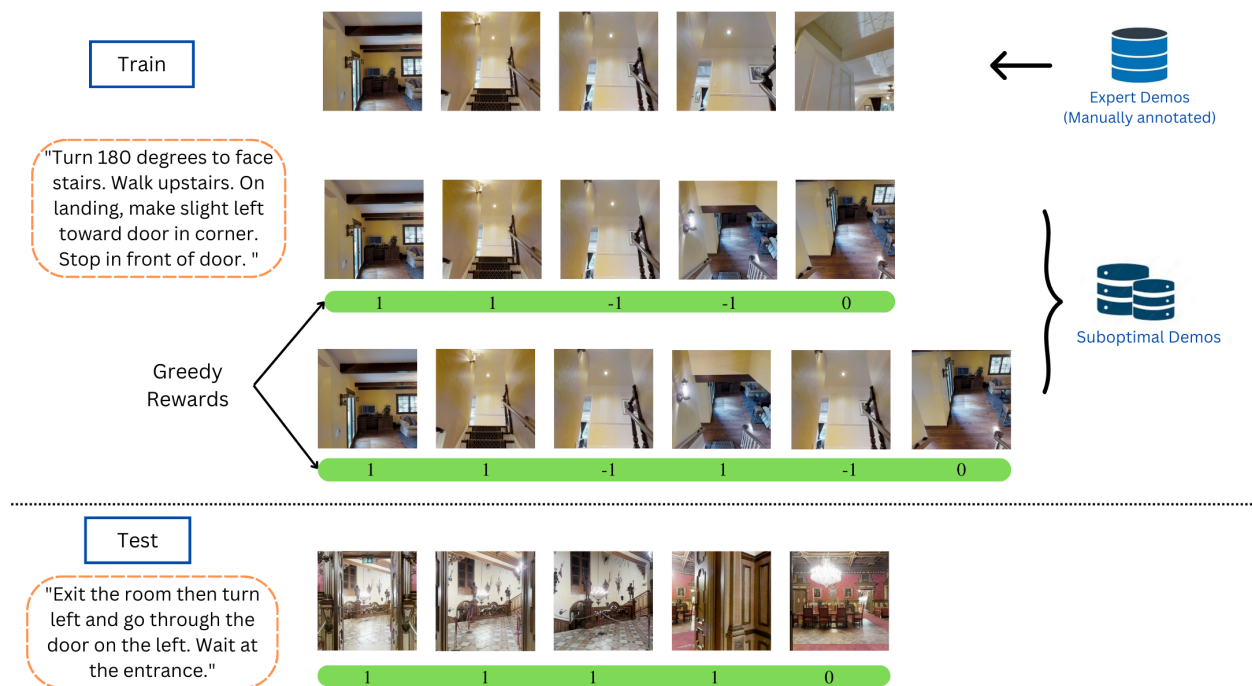 Train
Expert Demos
(Manually annotated)
"Turn 180 degrees to face
stairs. Walk upstairs. On
landing, make slight left
toward door in corner.
Stop in front of door. "
1 1 -1 -1 0
Suboptimal Demos
Greedy
Rewards
1 1 -1 1 -1 0
Test
"Exit the room then turn
left and go through the
door on the left. Wait at
the entrance."
1 1 1 1 0